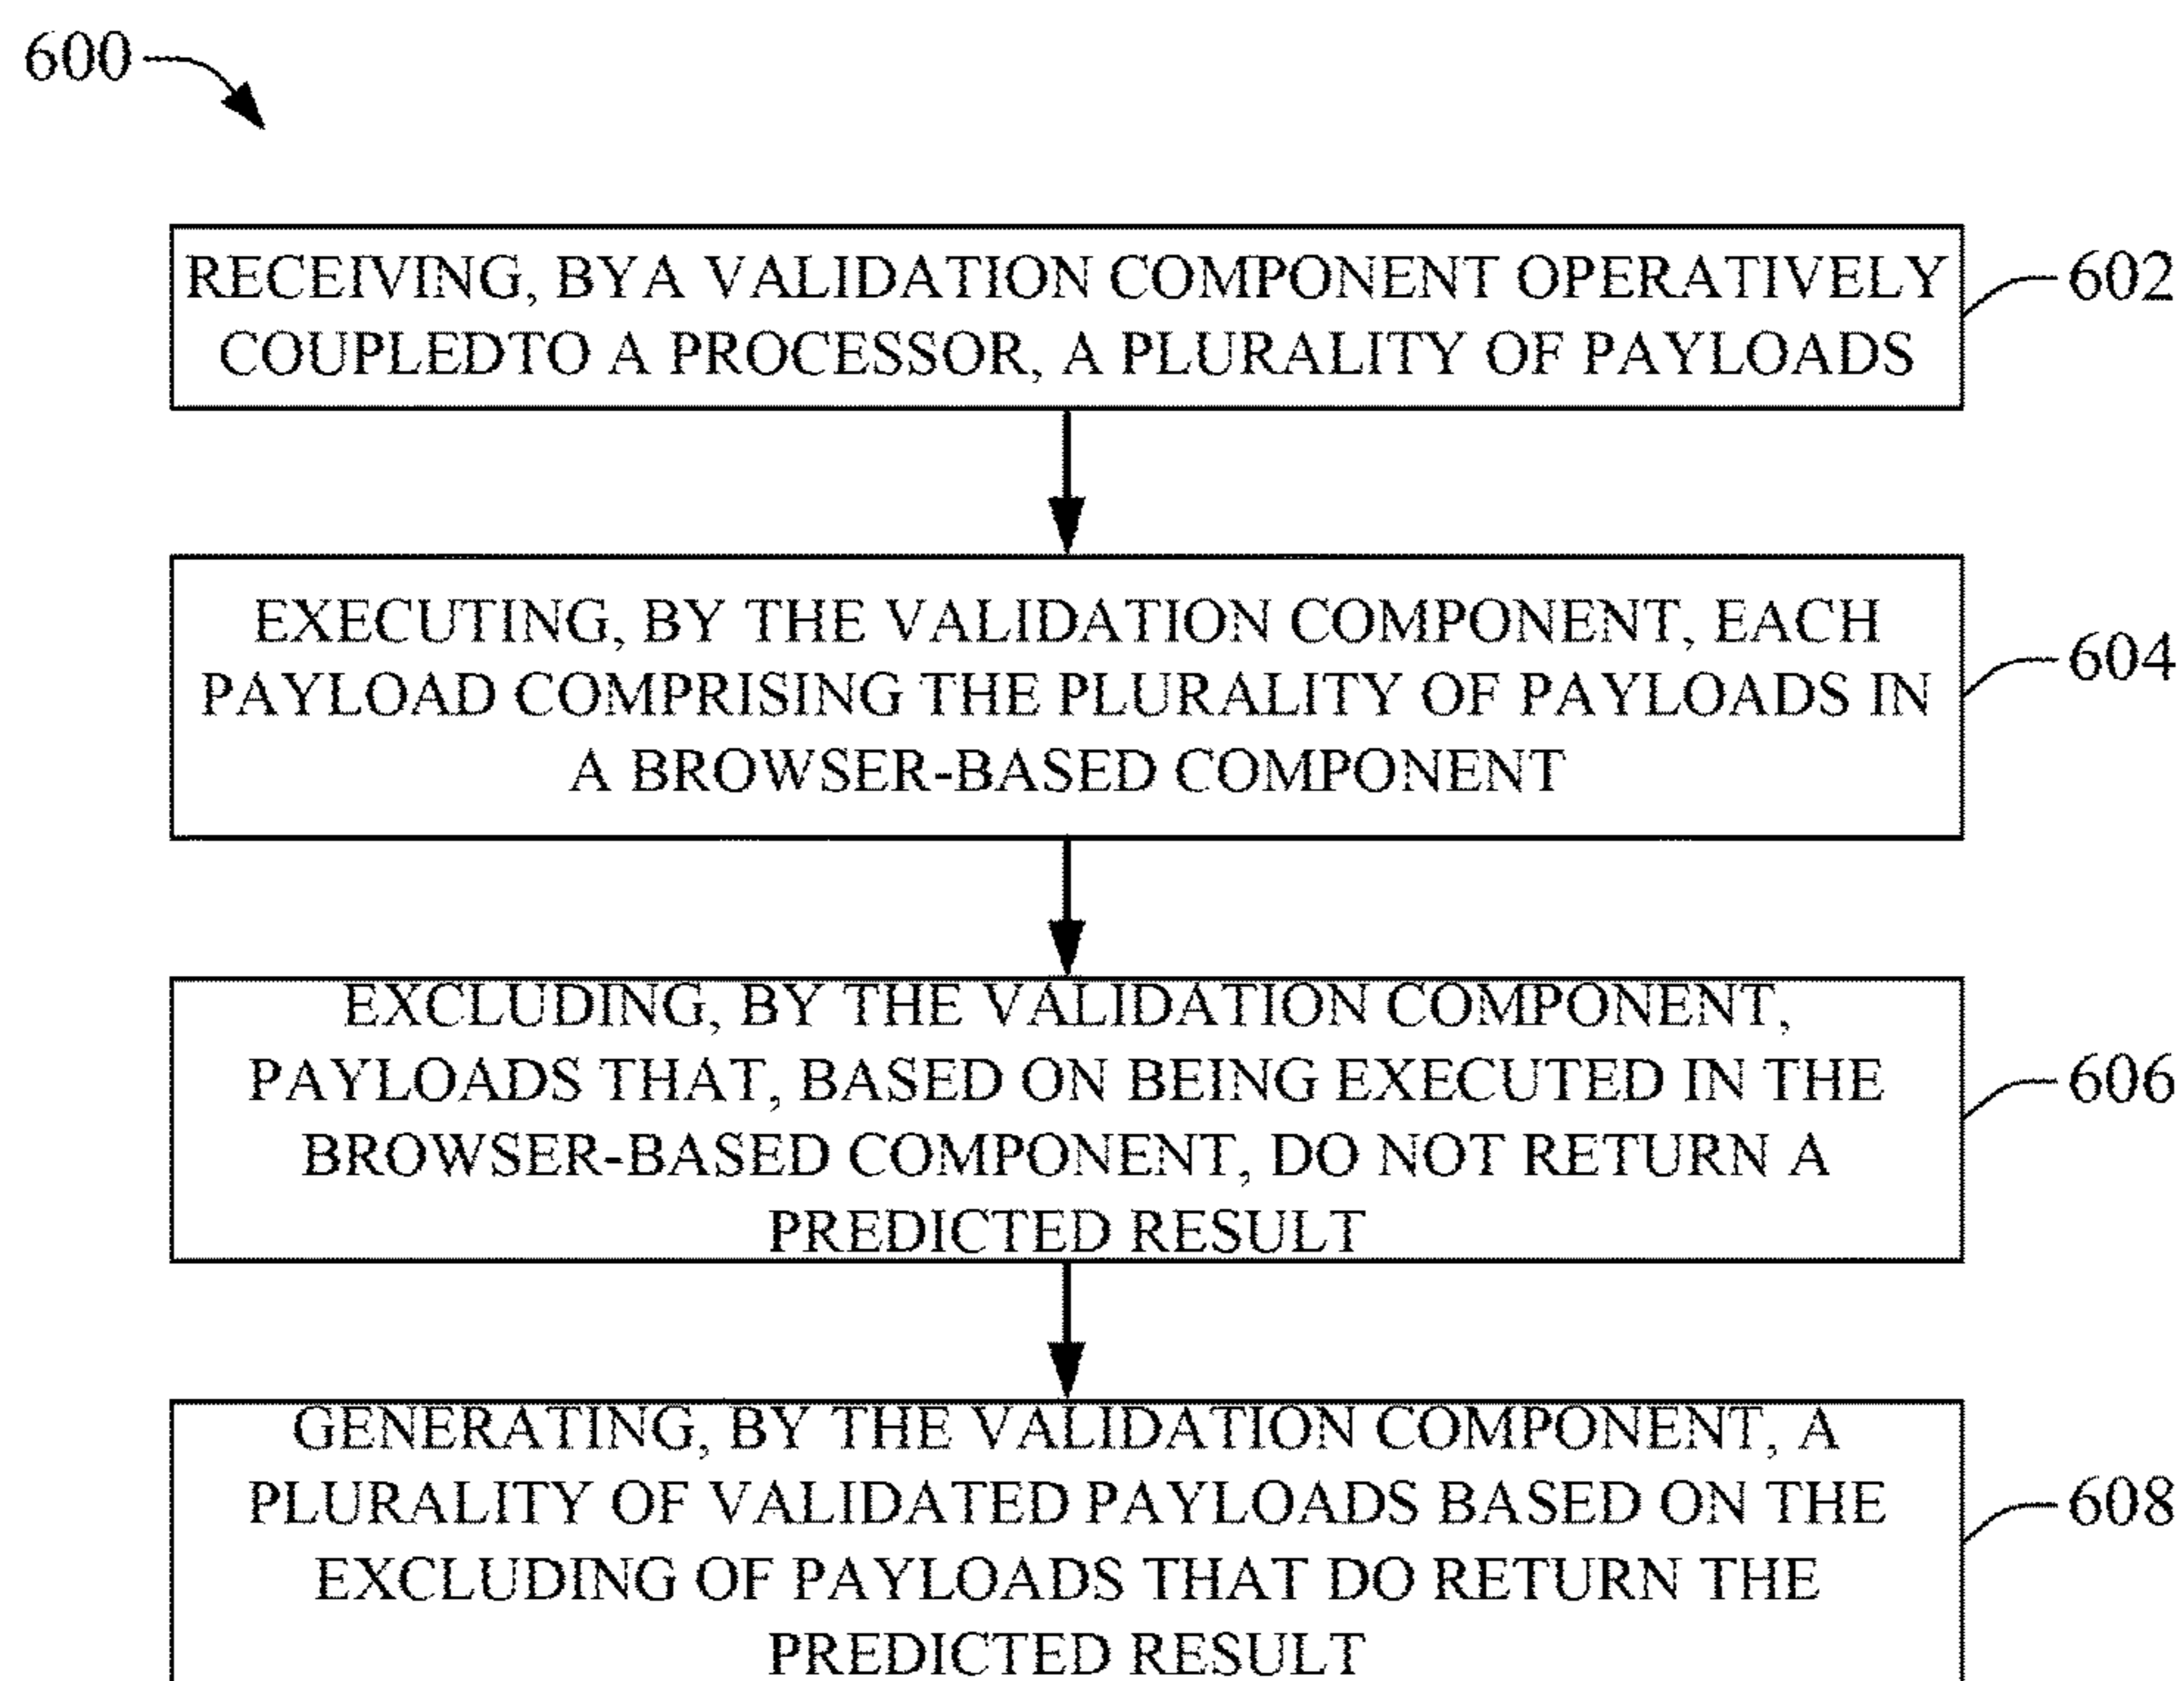 600
RECEIVING, BYA VALIDATION COMPONENT OPERATIVELY
COUPLEDTO A PROCESSOR, A PLURALITY OF PAYLOADS
602
EXECUTING, BY THE VALIDATION COMPONENT, EACH
PAYLOAD COMPRISING THE PLURALITY OF PAYLOADS IN
A BROWSER-BASED COMPONENT
604
EXCLUDING, BY THE VALIDATION COMPONENT,
PAYLOADS THAT, BASED ON BEING EXECUTED IN THE
BROWSER-BASED COMPONENT, DO NOT RETURN A
PREDICTED RESULT
606
GENERATING, BY THE VALIDATION COMPONENT, A
PLURALITY OF VALIDATED PAYLOADS BASED ON THE
EXCLUDING OF PAYLOADS THAT DO RETURN THE
PREDICTED RESULT
608